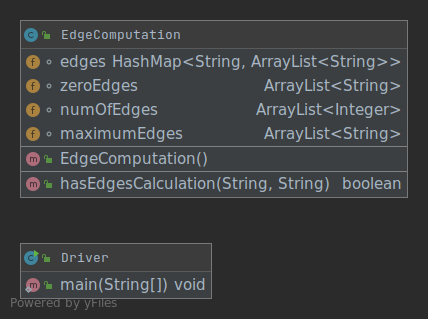 EdgeComputation
edges HashMap<String, ArrayList<String>>
zeroEdges ArrayList<String>
numOfEdges ArrayList<Integer>
maximumEdges ArrayList<String>
EdgeComputation()
hasEdgesCalculation(String, String) boolean
Driver
main(String[]) void
Powered by yFiles